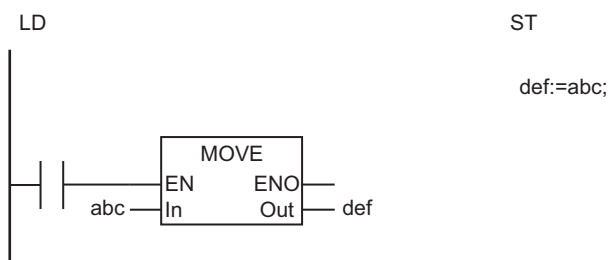 LD
ST
def:=abc;
MOVE
EN ENO
abc In Out def